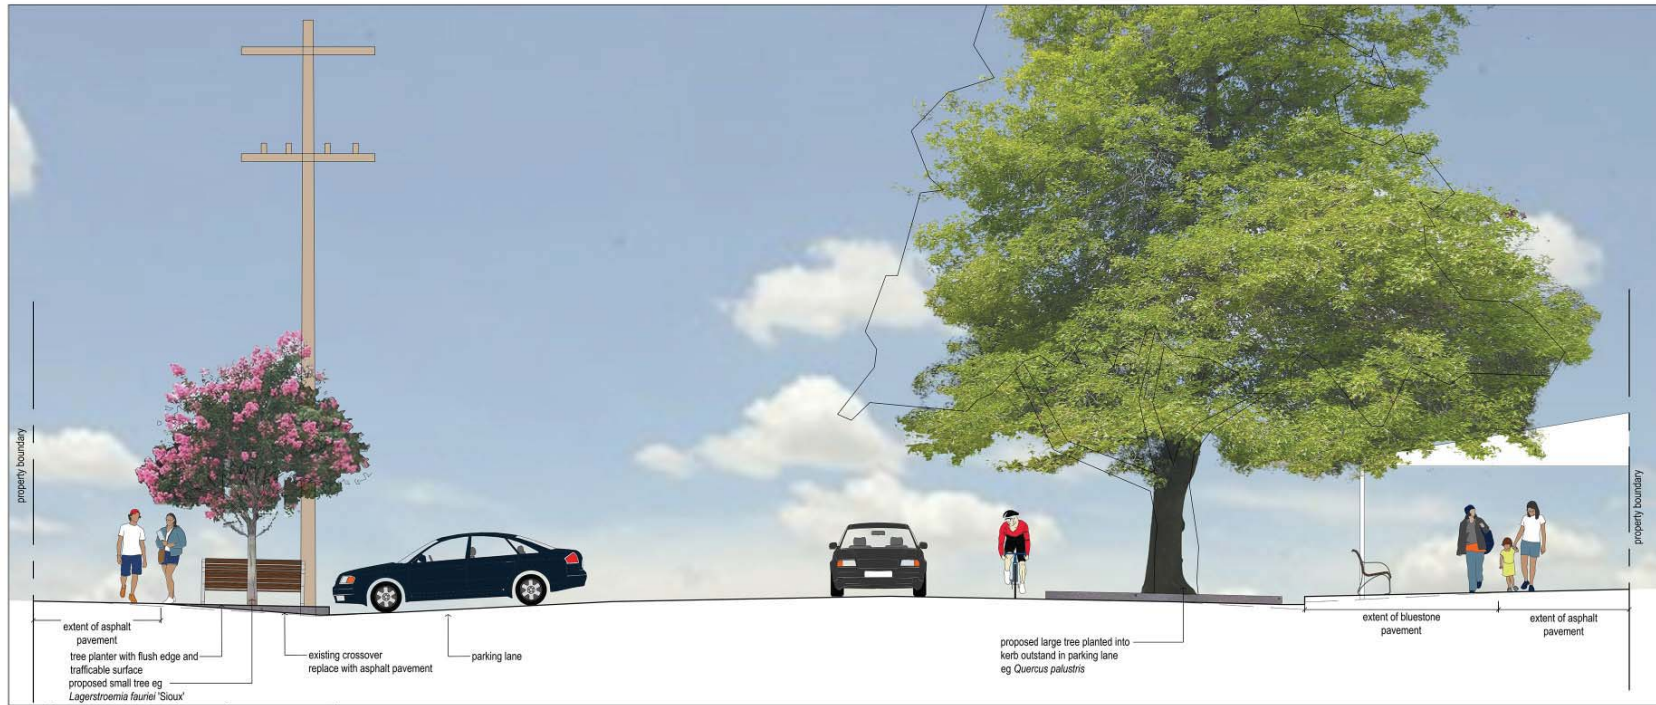 property boundary
extent of asphalt
pavement
tree planter with flush edge and
trafficable surface
proposed small tree eg
Lagerstroemia fauriei 'Sioux'
existing crossover
replace with asphalt pavement
parking lane
proposed large tree planted into
kerb outstand in parking lane
eg Quercus palustris
extent of bluestone
pavement
extent of asphalt
pavement
property boundary